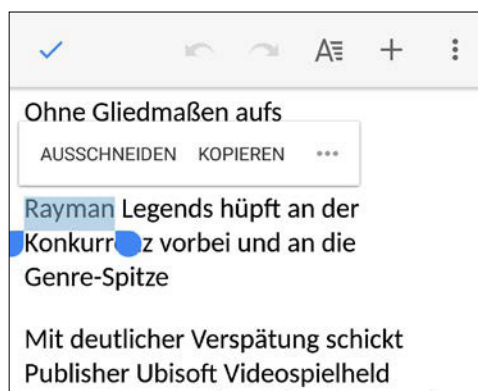 Ohne Gliedmaßen aufs
AUSSCHNEIDEN KOPIEREN
Rayman Legends hüpft an der
z vorbei und an die
Genre-Spitze
Mit deutlicher Verspätung schickt
Publisher Ubisoft Videospielheld